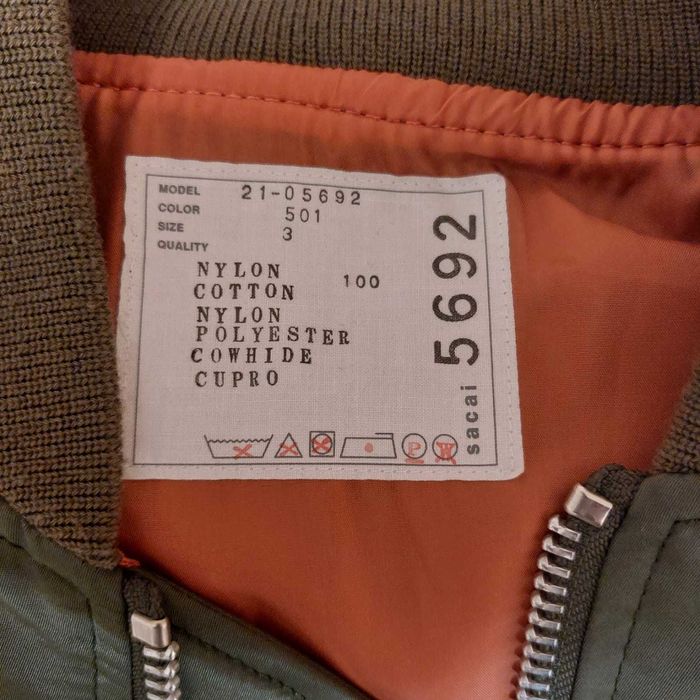 MODEL 21-05692
COLOR 501
SIZE 3
QUALITY
NYLON 100
COTTON
NYLON
POLYESTER
COWHIDE
CUPRO
P W
sacai 5692